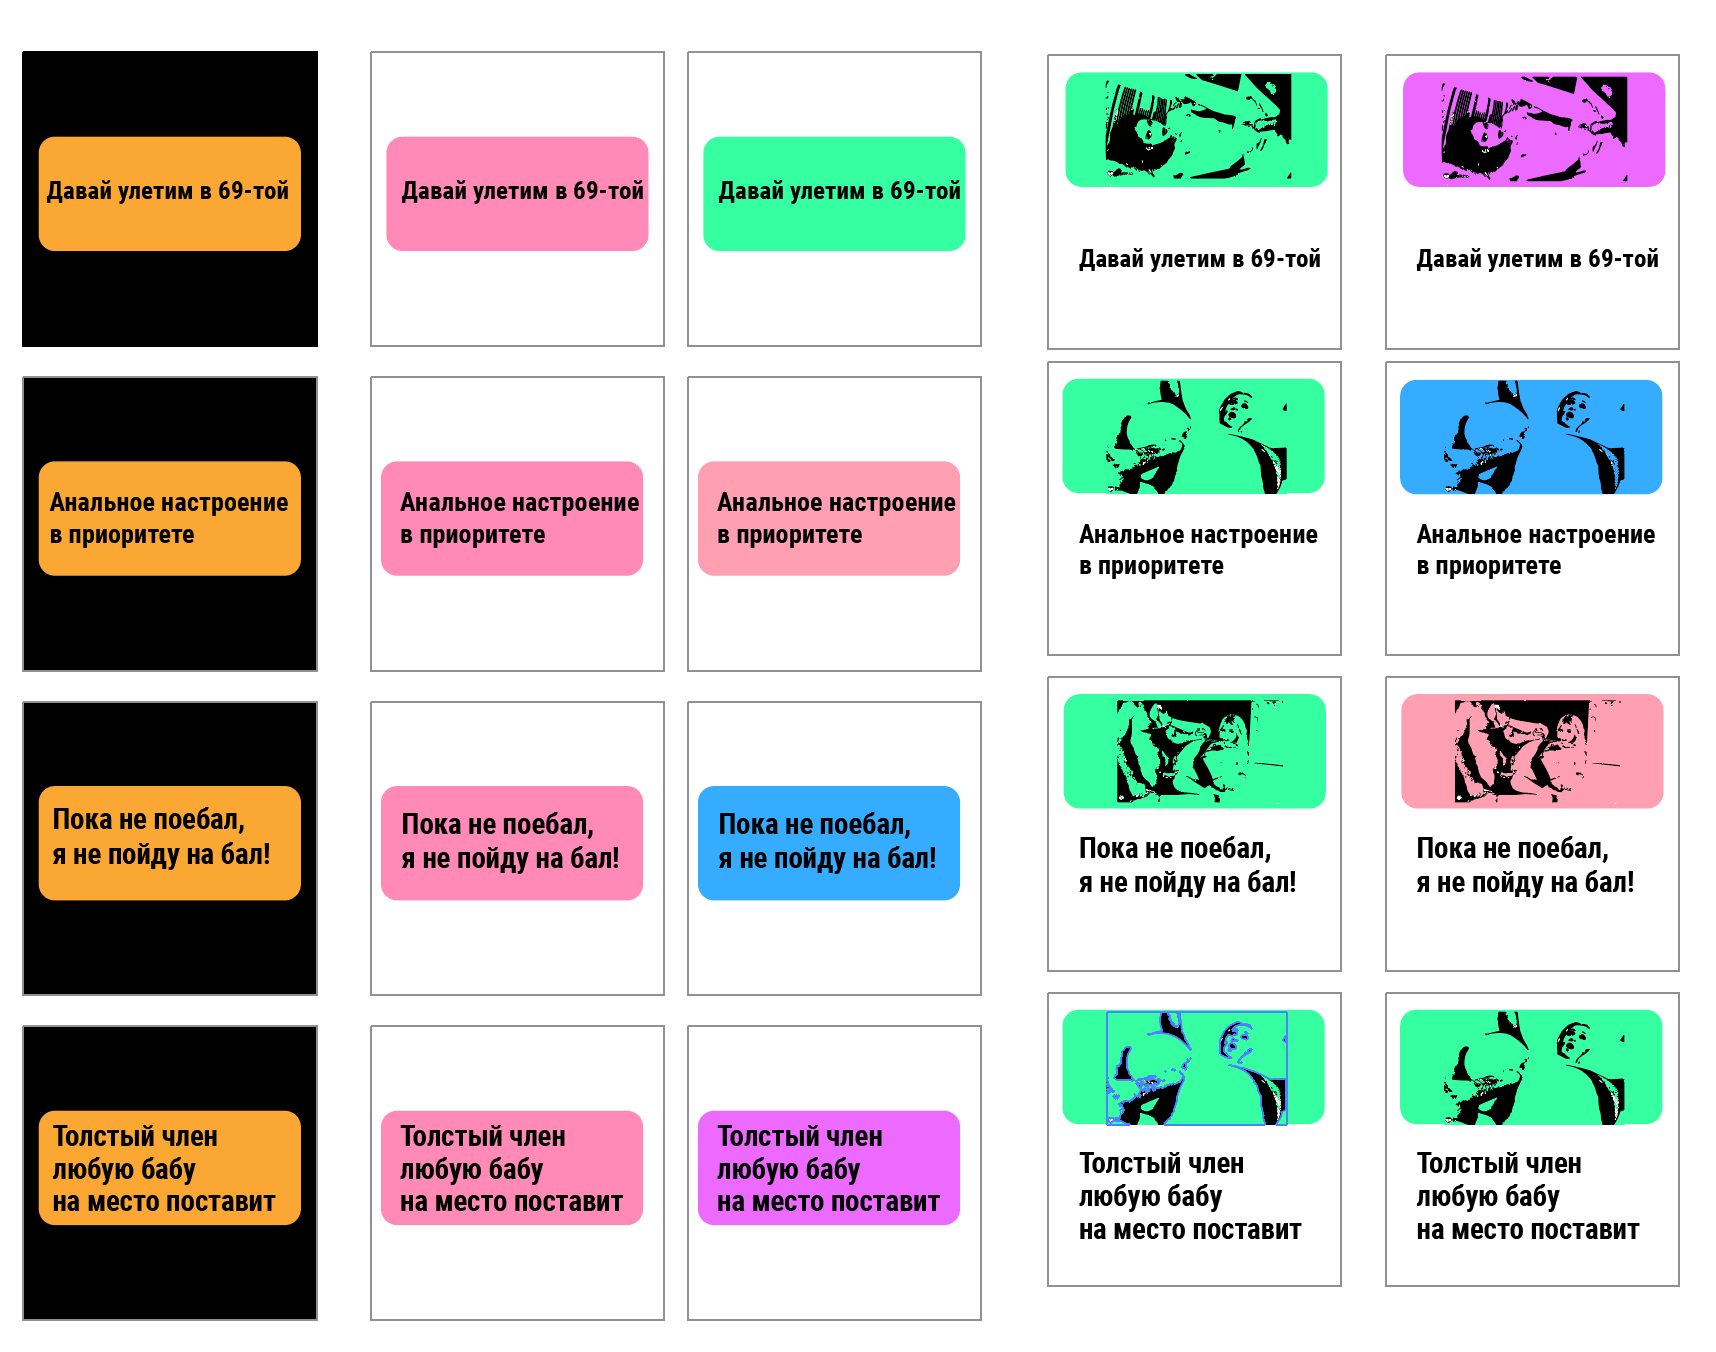 Давай улетим в 69-той
Давай улетим в 69-той
Давай улетим в 69-той
Давай улетим в 69-той
Давай улетим в 69-той
Анальное настроение
в приоритете
Анальное настроение
в приоритете
Анальное настроение
в приоритете
Анальное настроение
в приоритете
Анальное настроение
в приоритете
Пока не поебал,
я не пойду на бал!
Пока не поебал,
я не пойду на бал!
Пока не поебал,
я не пойду на бал!
Пока не поебал,
я не пойду на бал!
Пока не поебал,
я не пойду на бал!
Толстый член
любую бабу
на место поставит
Толстый член
любую бабу
на место поставит
Толстый член
любую бабу
на место поставит
Толстый член
любую бабу
на место поставит
Толстый член
любую бабу
на место поставит